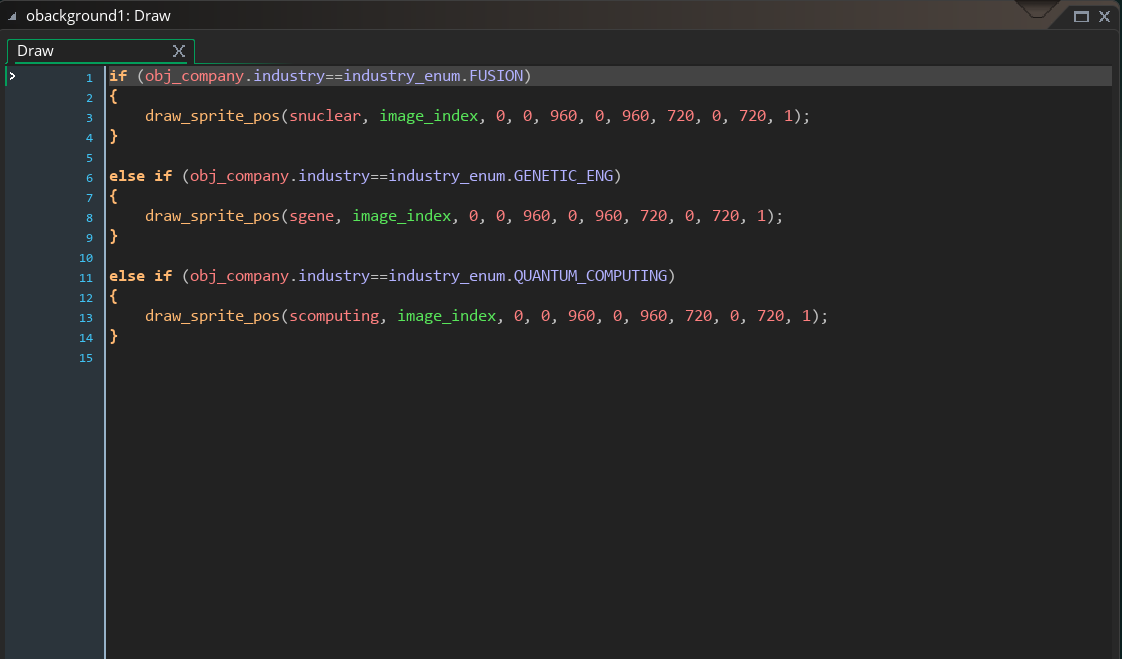 obackground1: Draw
Draw
1 if (obj_company.industry==industry_enum.FUSION)
2 {
3 draw_sprite_pos(snuclear, image_index, 0, 0, 960, 0, 960, 720, 0, 720, 1);
4 }
5
6 else if (obj_company.industry==industry_enum.GENETIC_ENG)
7 {
8 draw_sprite_pos(sgene, image_index, 0, 0, 960, 0, 960, 720, 0, 720, 1);
9 }
10
11 else if (obj_company.industry==industry_enum.QUANTUM_COMPUTING)
12 {
13 draw_sprite_pos(scomputing, image_index, 0, 0, 960, 0, 960, 720, 0, 720, 1);
14 }
15